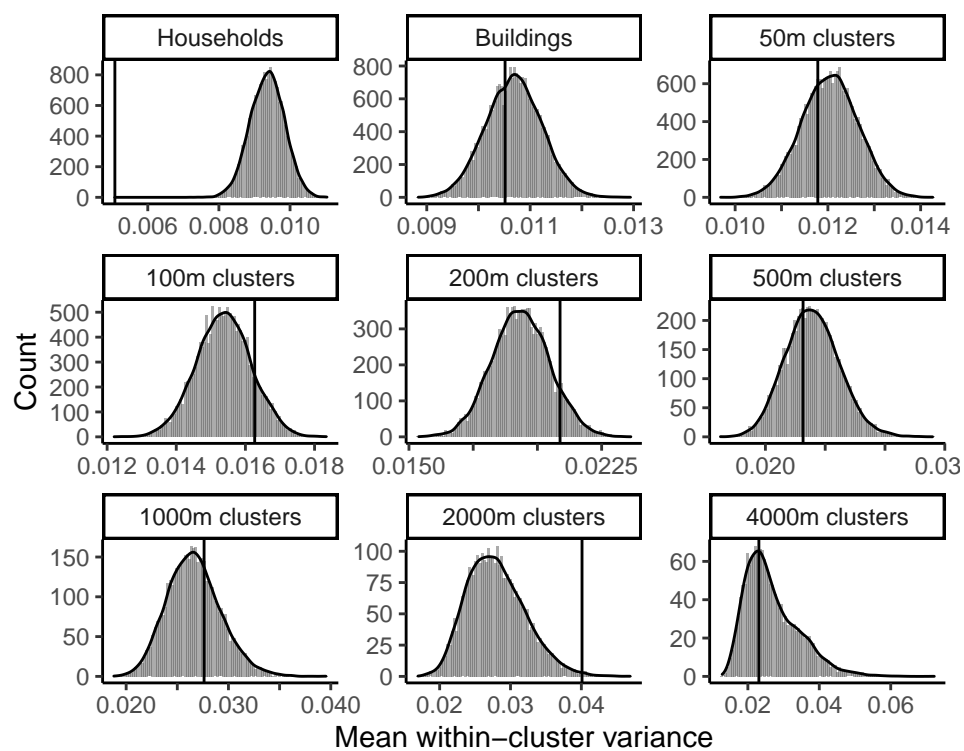 Households Buildings 50m clusters
800 800
600 600 600
400 400 400
200 200 200
0 0 0
0.006 0.008 0.010 0.009 0.011 0.013 0.010 0.012 0.014
100m clusters 200m clusters 500m clusters
500 300 200
400 200 150
300 100 100
200 50
100
0 0 0
0.012 0.014 0.016 0.018 0.0150 0.0225 0.020 0.03
1000m clusters 2000m clusters 4000m clusters
150 100 60
100 75 40
50 50 20
25
0 0 0
0.020 0.030 0.040 0.02 0.03 0.04 0.02 0.04 0.06
Count
Mean within−cluster variance